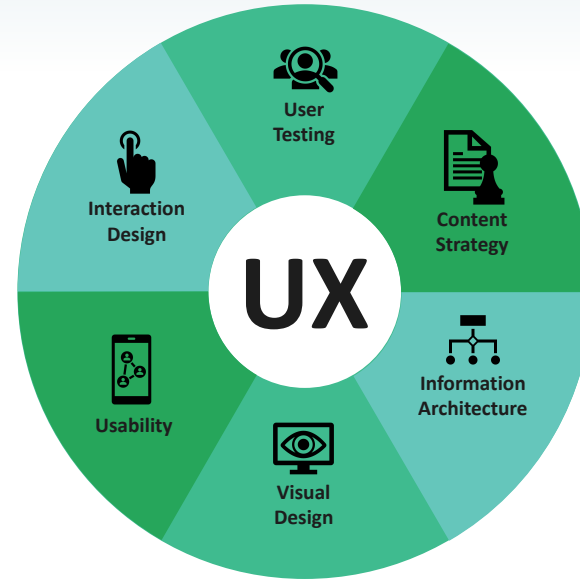 User
Testing
Content
Strategy
Information
Architecture
Visual
Design
Usability
Interaction
Design
UX